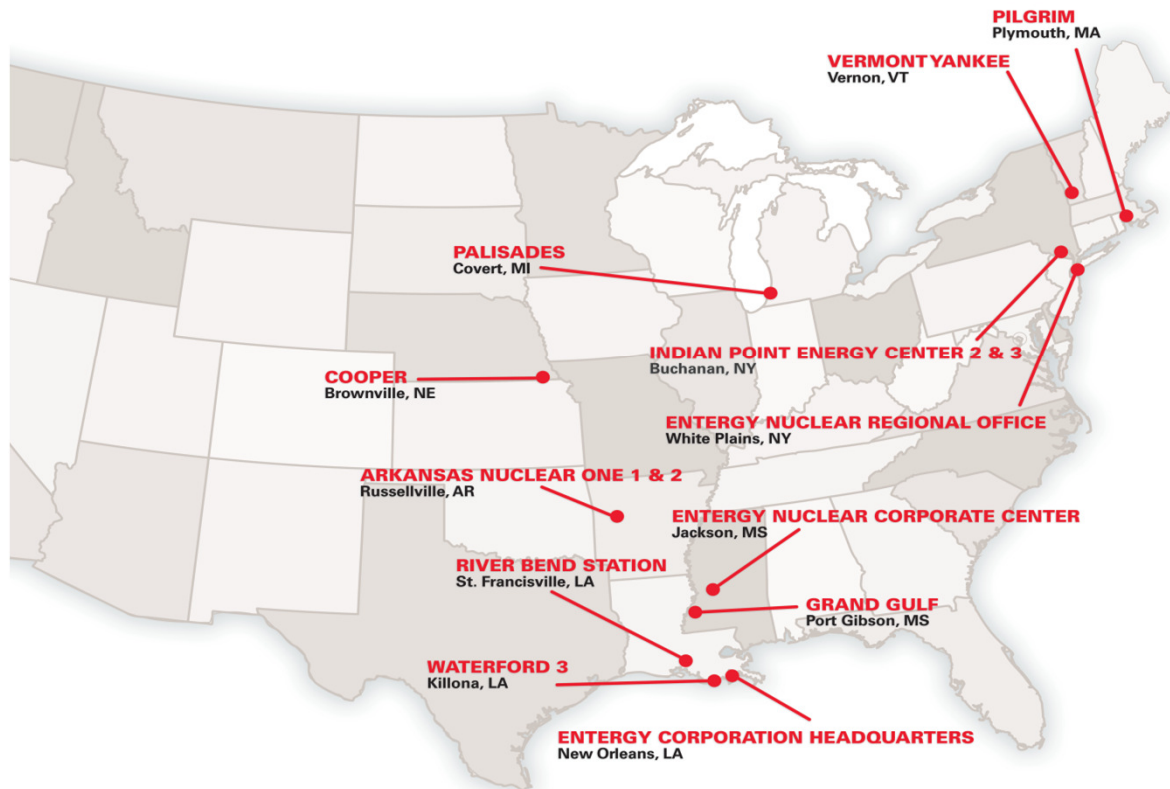 PILGRIM
Plymouth, MA
VERMONT YANKEE
Vernon, VT
PALISADES
Covert, MI
INDIAN POINT ENERGY CENTER 2 & 3
Buchanan, NY
COOPER
Brownville, NE
ENTERGY NUCLEAR REGIONAL OFFICE
White Plains, NY
ARKANSAS NUCLEAR ONE 1 & 2
Russellville, AR
ENTERGY NUCLEAR CORPORATE CENTER
Jackson, MS
RIVER BEND STATION
St. Francisville, LA
GRAND GULF
Port Gibson, MS
WATERFORD 3
Killona, LA
ENTERGY CORPORATION HEADQUARTERS
New Orleans, LA